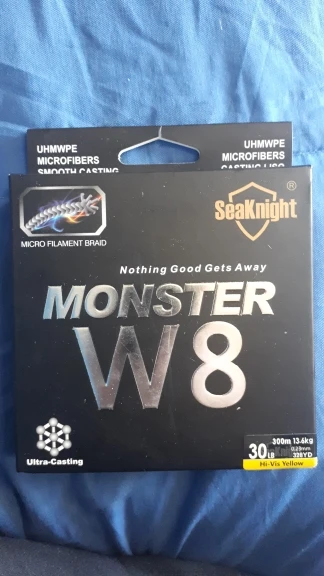 UHMWPE
MICROFIBERS
SMOOTH CASTING
UHMWPE
MICROFIBERS
SeaKnight®
MICRO FILAMENT BRAID
Nothing Good Gets Away
MONSTER
W8
Ultra-Casting
300m 13.6kg
30LB
328YD
Hi-Vis Yellow